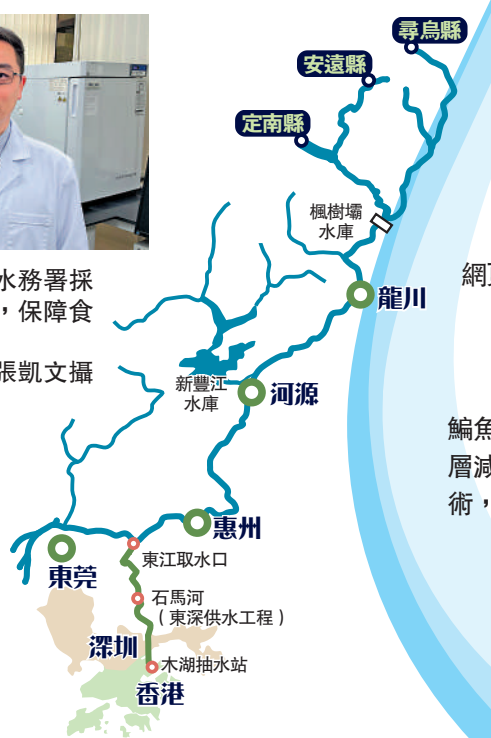 尋烏縣
安遠縣
定南縣
楓樹壩
水庫
水務署採
，保障食
張凱文攝
網
龍川
新豐江
水庫
河源
鯿魚
層減
術，
惠州
東江取水口
東莞
石馬河
（東深供水工程）
深圳
木湖抽水站
香港